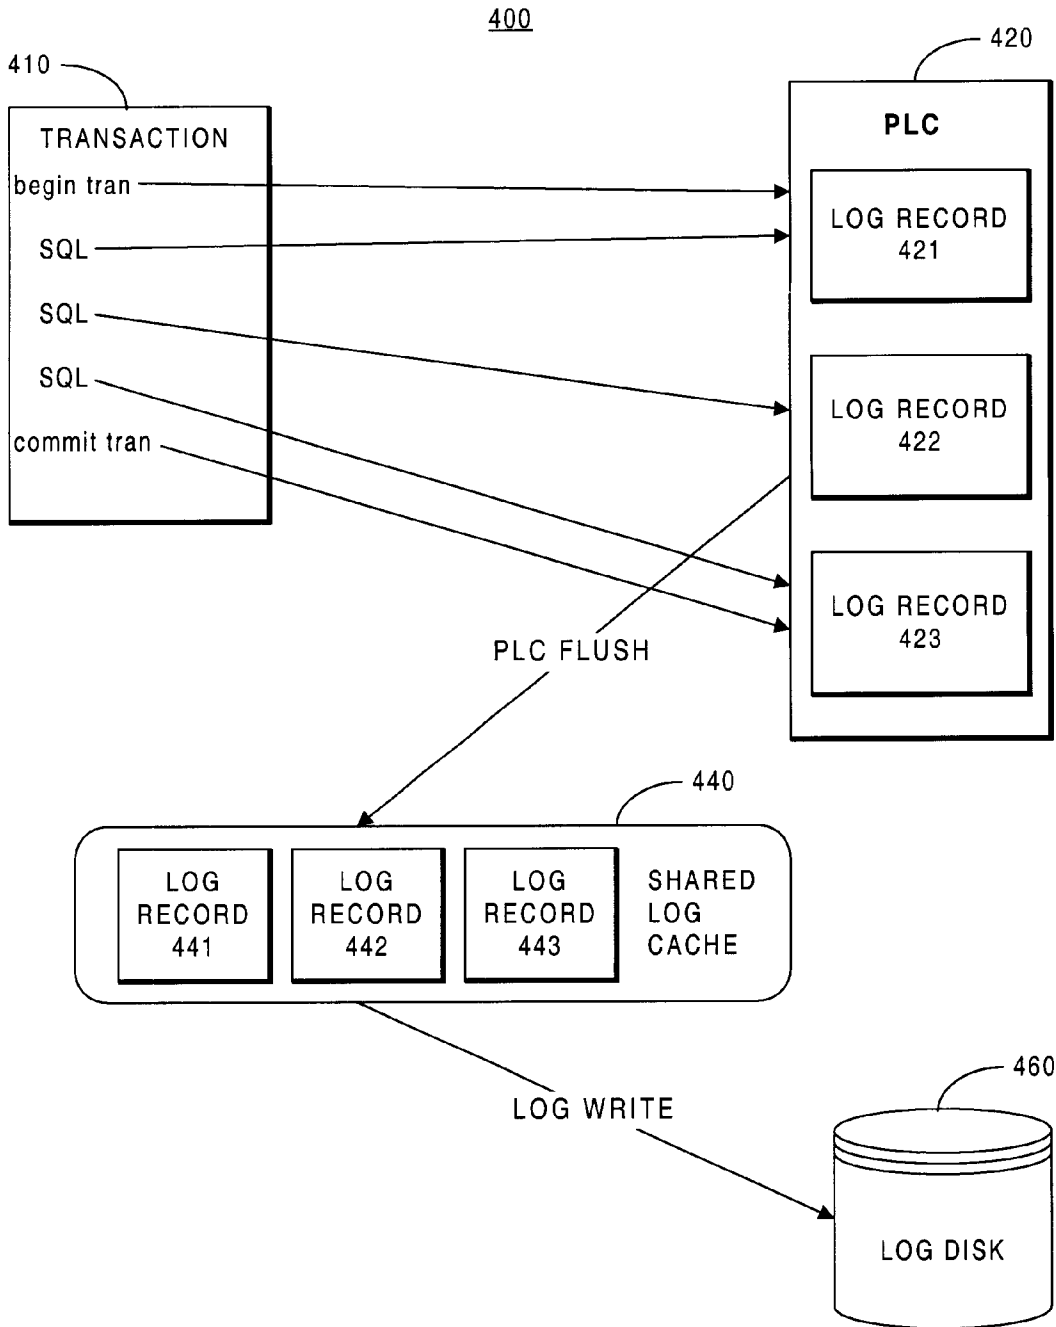 400
410
TRANSACTION
begin tran
SQL
SQL
SQL
commit tran
420
PLC
LOG RECORD
421
LOG RECORD
422
LOG RECORD
423
PLC FLUSH
440
LOG
RECORD
441
LOG
RECORD
442
LOG
RECORD
443
SHARED
LOG
CACHE
LOG WRITE
460
LOG DISK